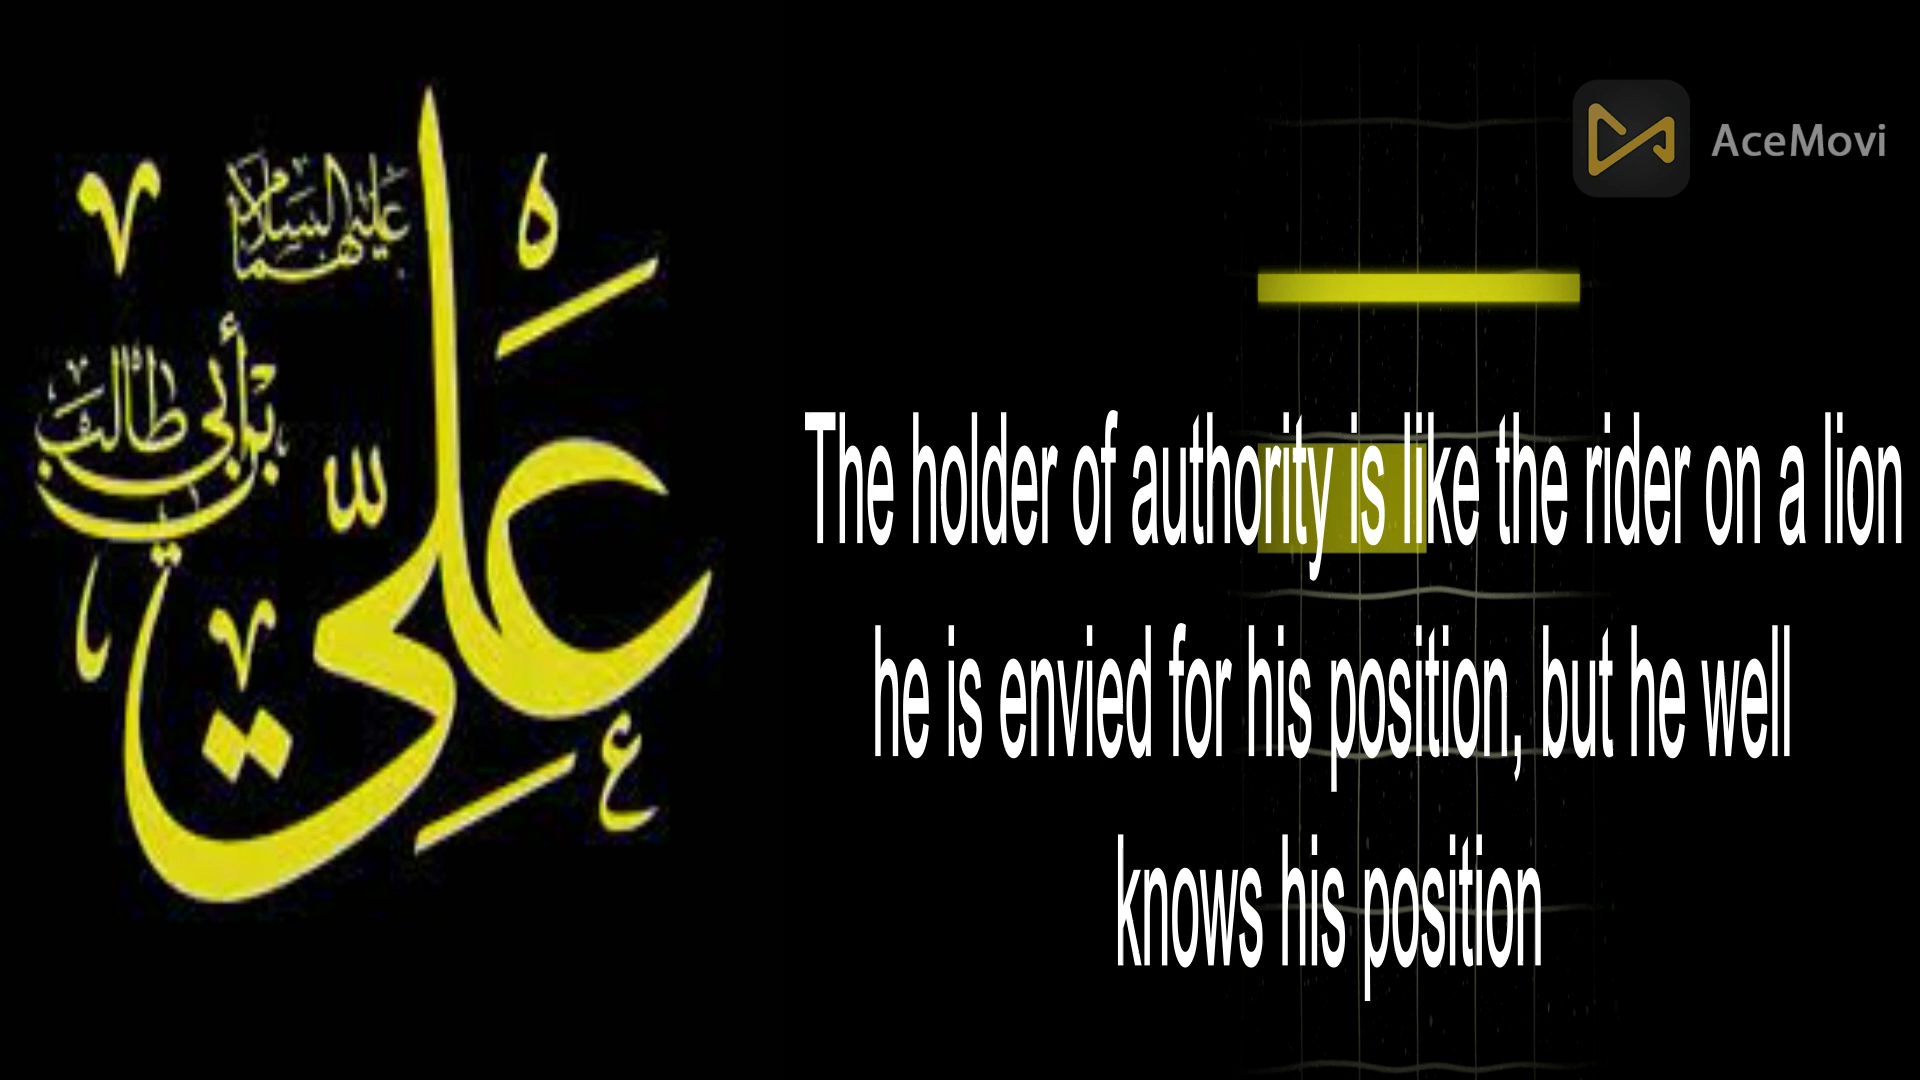 عليهما السلام
علي
بن أبي طالب
AceMovi
The holder of authority is like the rider on a lion
he is envied for his position, but he well
knows his position